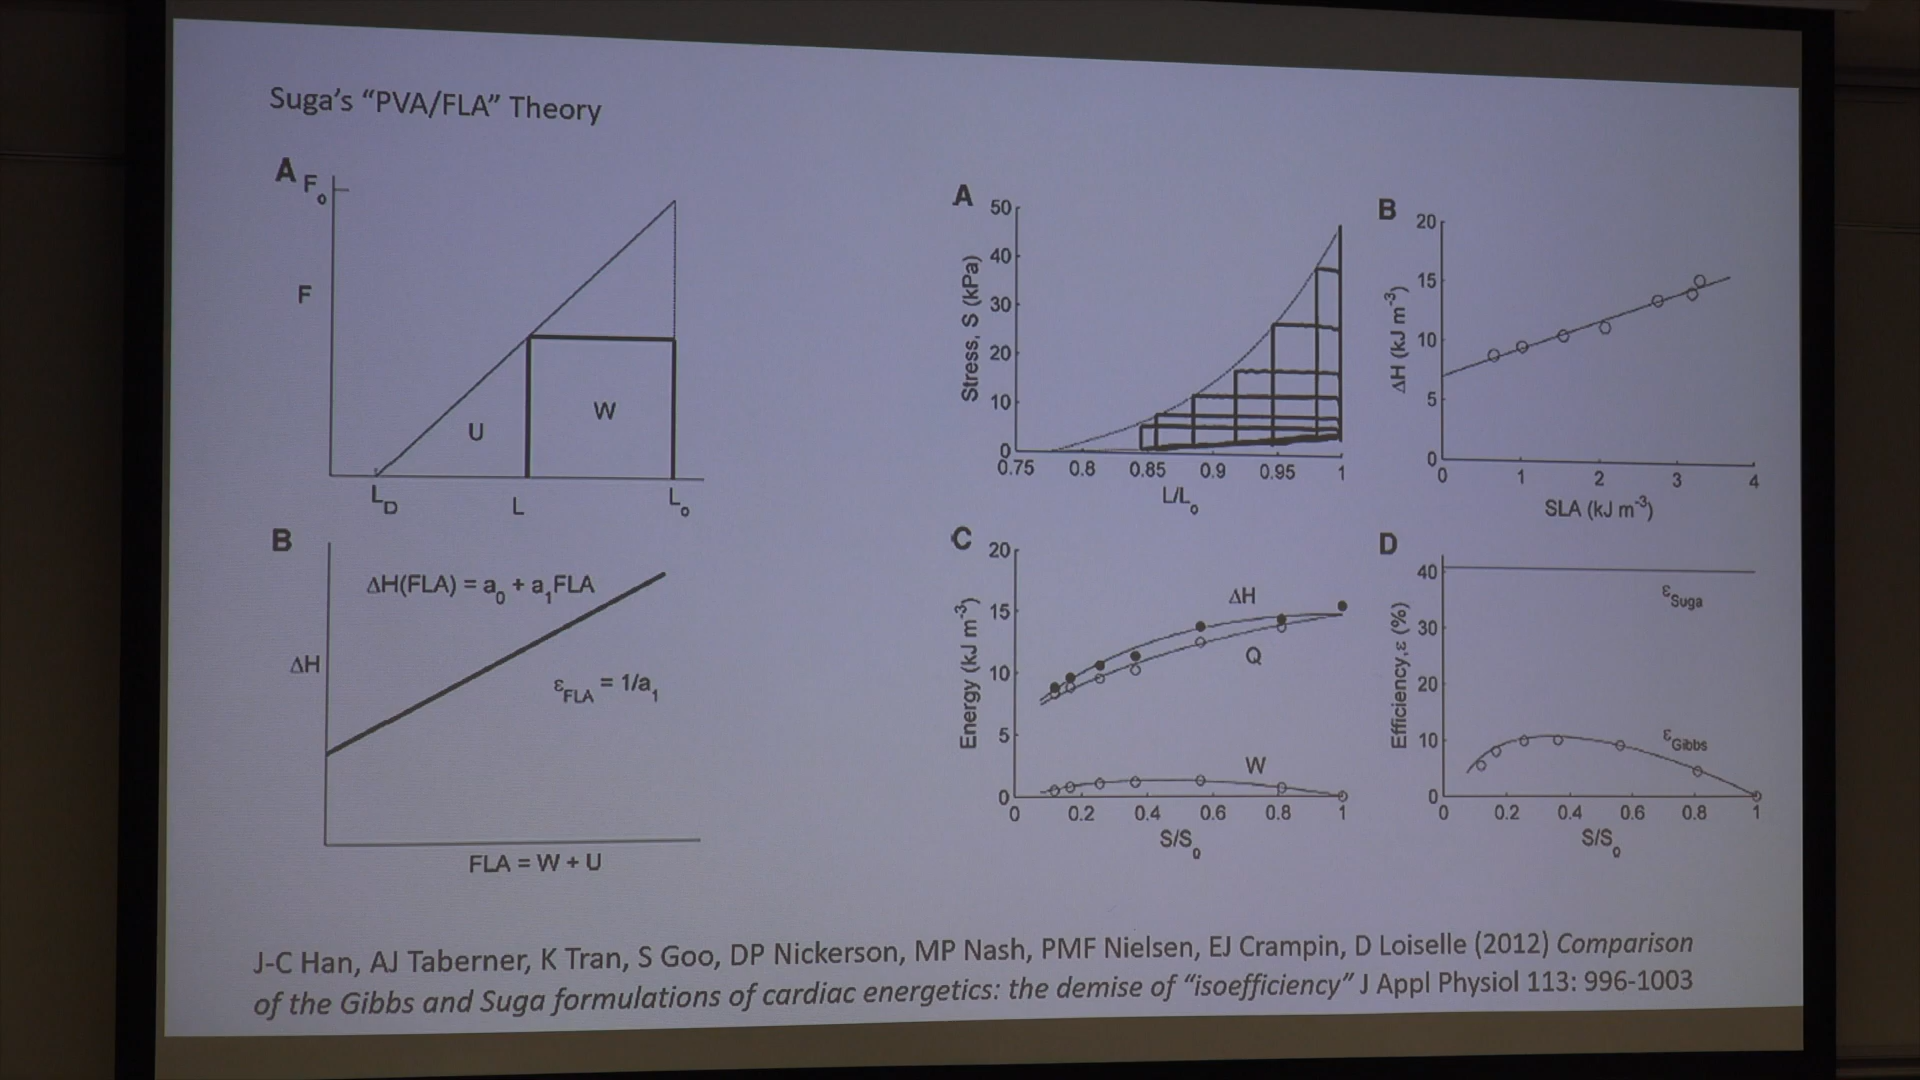 Suga's “PVA/FLA” Theory
A
F₀
F
U
W
L_D
L
L₀
B
ΔH(FLA) = a₀ + a₁FLA
ΔH
ε_FLA = 1/a₁
FLA = W + U
A
50
40
30
20
10
0
Stress, S (kPa)
0.75 0.8 0.85 0.9 0.95 1
L/L₀
B
20
15
10
5
0
ΔH (kJ m⁻³)
0 1 2 3 4
SLA (kJ m⁻³)
C
20
15
10
5
0
Energy (kJ m⁻³)
ΔH
Q
W
0 0.2 0.4 0.6 0.8 1
S/S₀
D
40
30
20
10
0
Efficiency, ε (%)
ε_Suga
ε_Gibbs
0 0.2 0.4 0.6 0.8 1
S/S₀
J-C Han, AJ Taberner, K Tran, S Goo, DP Nickerson, MP Nash, PMF Nielsen, EJ Crampin, D Loiselle (2012) Comparison
of the Gibbs and Suga formulations of cardiac energetics: the demise of “isoefficiency” J Appl Physiol 113: 996-1003